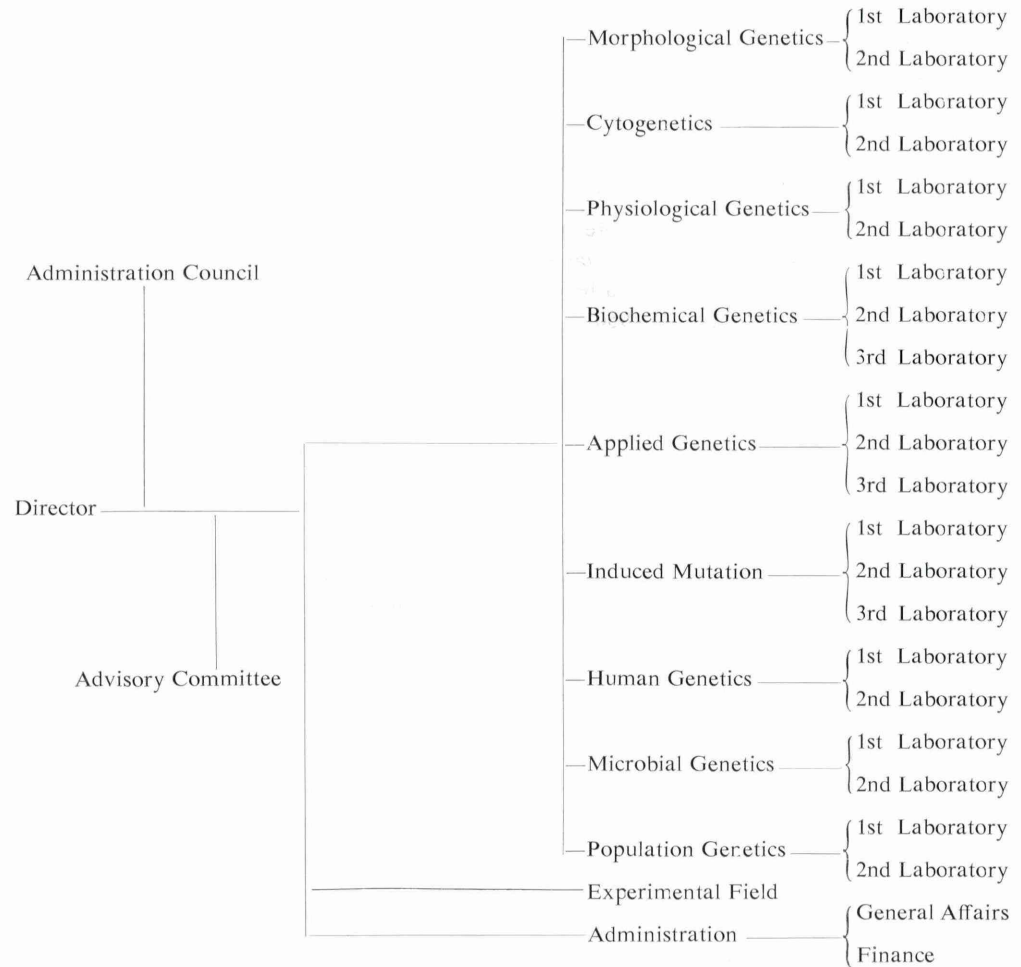 1st Laboratory
Morphological Genetics
2nd Laboratory
1st Laboratory
Cytogenetics
2nd Laboratory
1st Laboratory
Physiological Genetics
2nd Laboratory
Administration Council
1st Laboratory
Biochemical Genetics
2nd Laboratory
3rd Laboratory
1st Laboratory
Applied Genetics
2nd Laboratory
3rd Laboratory
Director
1st Laboratory
Induced Mutation
2nd Laboratory
3rd Laboratory
Advisory Committee
1st Laboratory
Human Genetics
2nd Laboratory
1st Laboratory
Microbial Genetics
2nd Laboratory
1st Laboratory
Population Genetics
2nd Laboratory
Experimental Field
General Affairs
Administration
Finance